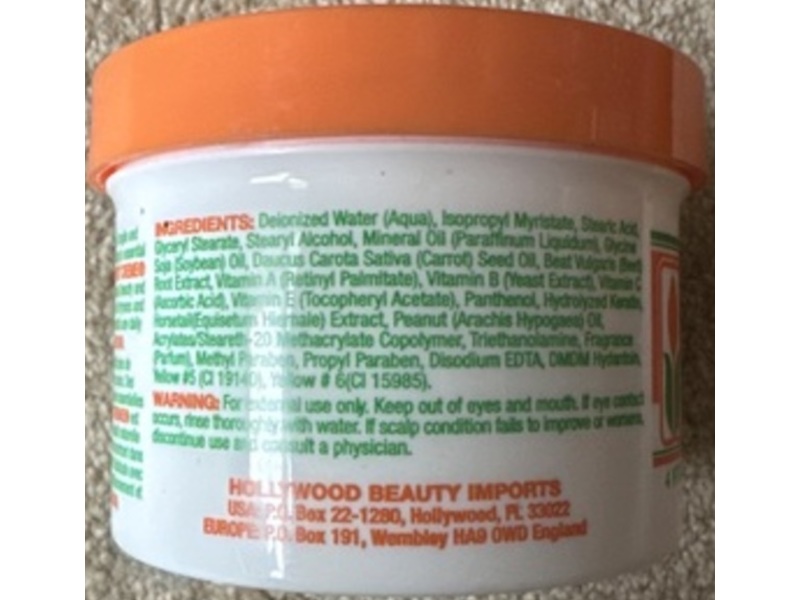 INGREDIENTS: Deionized Water (Aqua), Isopropyl Myristate, Stearic Acid,
Glyceryl Stearate, Stearyl Alcohol, Mineral Oil (Paraffinum Liquidum), Glycine
Soja (Soybean) Oil, Daucus Carota Sativa (Carrot) Seed Oil, Beat Vulgaris (Beet)
Root Extract, Vitamin A (Retinyl Palmitate), Vitamin B (Yeast Extract), Vitamin C
(Ascorbic Acid), Vitamin E (Tocopheryl Acetate), Panthenol, Hydrolyzed Keratin,
Horsetail(Equisetum Hiemale) Extract, Peanut (Arachis Hypogaea) Oil,
Acrylates/Steareth-20 Methacrylate Copolymer, Triethanolamine, Fragrance
(Parfum), Methyl Paraben, Propyl Paraben, Disodium EDTA, DMDM Hydantoin,
Yellow #5 (CI 19140), Yellow # 6(CI 15985).
WARNING: For external use only. Keep out of eyes and mouth. If eye contact
occurs, rinse thoroughly with water. If scalp condition fails to improve or worsens,
discontinue use and consult a physician.
HOLLYWOOD BEAUTY IMPORTS
USA: P.O. Box 22-1280, Hollywood, FL 33022
EUROPE: P.O. Box 191, Wembley HA9 0WD England